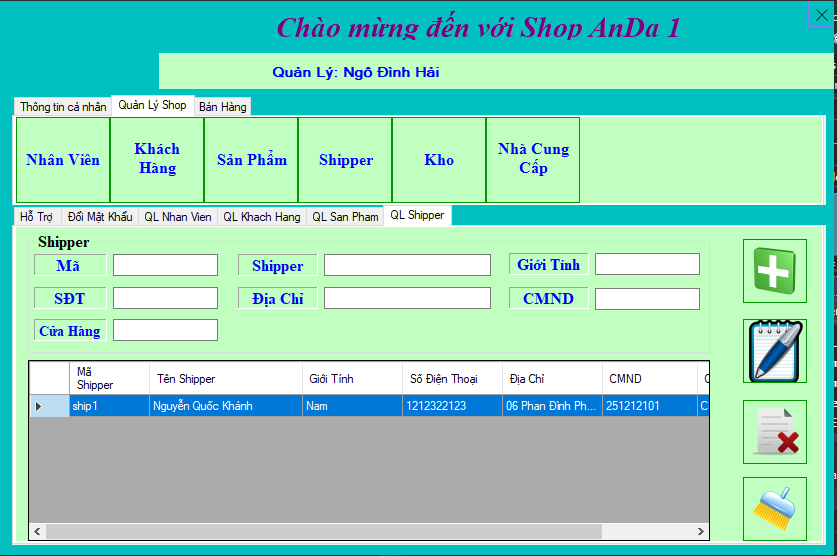 Chào mừng đến với Shop AnDa 1
Quản Lý: Ngô Đình Hải
Thông tin cá nhân Quản Lý Shop Bán Hàng
Nhân Viên Khách Hàng Sản Phẩm Shipper Kho Nhà Cung Cấp
Hỗ Trợ Đổi Mật Khẩu QL Nhan Vien QL Khach Hang QL San Pham QL Shipper
Shipper
Mã Shipper Giới Tính
SĐT Địa Chỉ CMND
Cửa Hàng
Mã Shipper Tên Shipper Giới Tính Số Điện Thoại Địa Chỉ CMND C
ship1 Nguyễn Quốc Khánh Nam 1212322123 06 Phan Đình Ph... 251212101 C